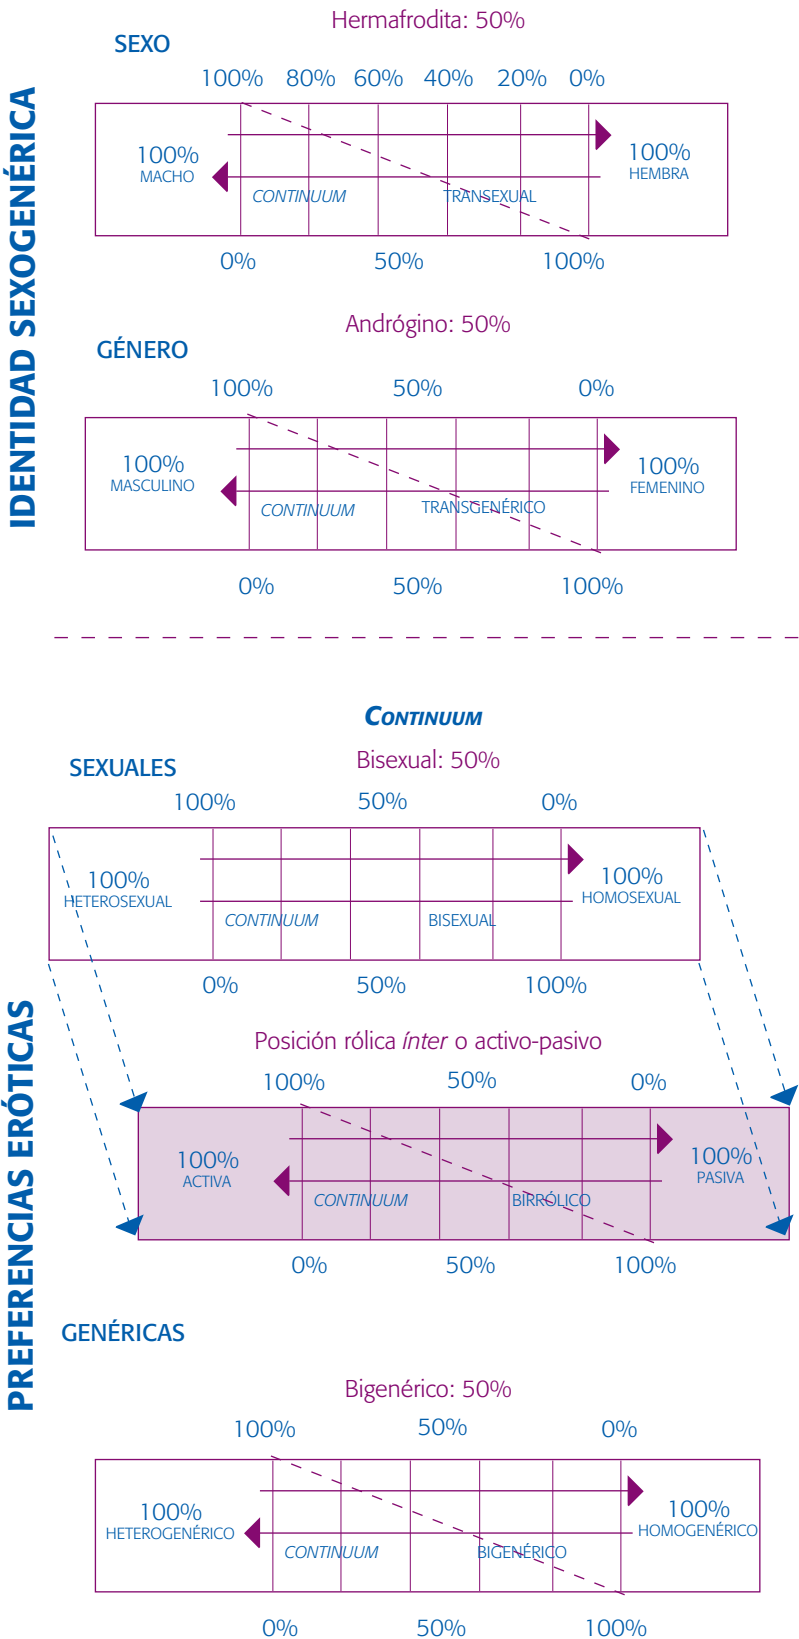 IDENTIDAD SEXOGENÉRICA
Hermafrodita: 50%
SEXO
100% 80% 60% 40% 20% 0%
100%
MACHO
100%
HEMBRA
CONTINUUM
TRANSEXUAL
0% 50% 100%
Andrógino: 50%
GÉNERO
100% 50% 0%
100%
MASCULINO
100%
FEMENINO
CONTINUUM
TRANSGENÉRICO
0% 50% 100%
PREFERENCIAS ERÓTICAS
CONTINUUM
Bisexual: 50%
SEXUALES
100% 50% 0%
100%
HETEROSEXUAL
100%
HOMOSEXUAL
CONTINUUM
BISEXUAL
0% 50% 100%
Posición rólica ínter o activo-pasivo
100% 50% 0%
100%
ACTIVA
100%
PASIVA
CONTINUUM
BIRRÓLICO
0% 50% 100%
GENÉRICAS
Bigenérico: 50%
100% 50% 0%
100%
HETEROGENÉRICO
100%
HOMOGENÉRICO
CONTINUUM
BIGENÉRICO
0% 50% 100%